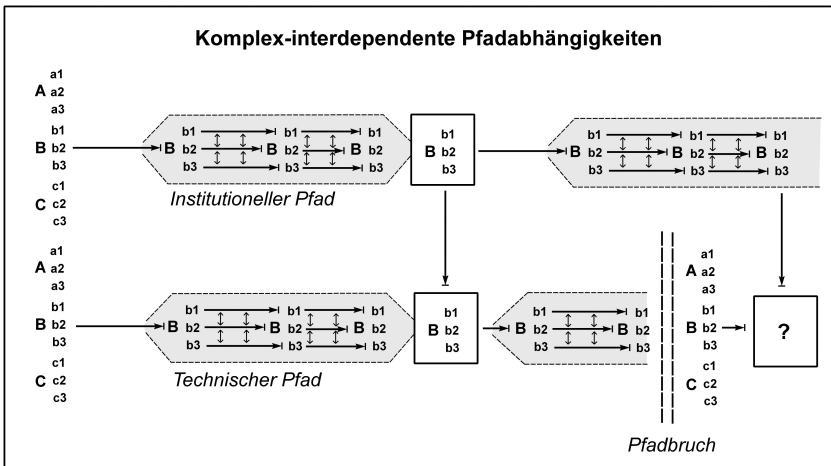 Komplex-interdependente Pfadabhängigkeiten
a1
A a2
a3
b1
B b2
b3
c1
C c2
c3
B b1 b2 b3
B b1 b2 b3
B b1 b2 b3
Institutioneller Pfad
b1
B b2
b3
B b1 b2 b3
B b1 b2 b3
B b1 b2 b3
a1
A a2
a3
b1
B b2
b3
c1
C c2
c3
B b1 b2 b3
B b1 b2 b3
B b1 b2 b3
Technischer Pfad
b1
B b2
b3
B b1 b2 b3
B b1 b2 b3
a1
A a2
a3
b1
B b2
b3
c1
C c2
c3
?
Pfadbruch